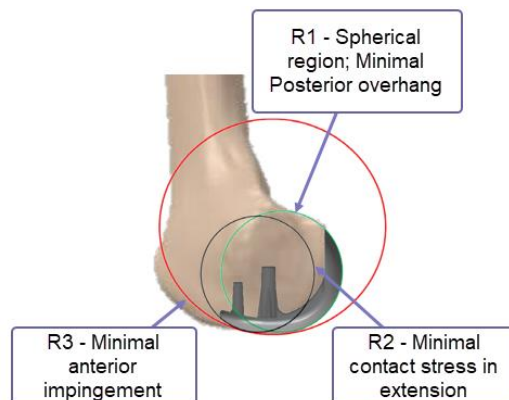 R1 - Spherical
region; Minimal
Posterior overhang
R3 - Minimal
anterior
impingement
R2 - Minimal
contact stress in
extension